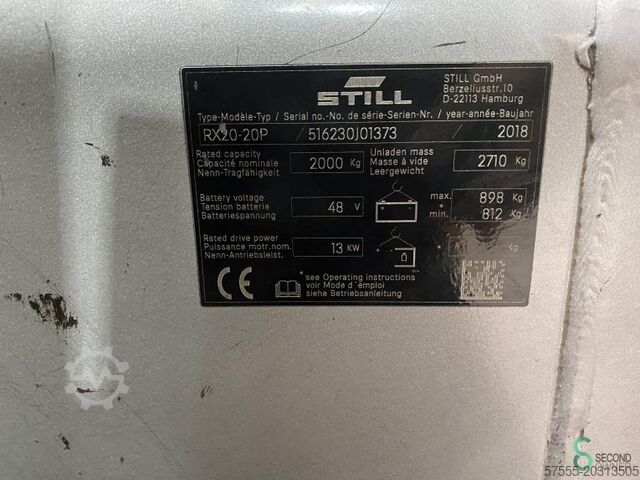 STILL
STILL GmbH
Berzeliusstr.10
D-22113 Hamburg
Type-Modèle-Typ / Serial no.-No. de série-Serien-Nr. / year-année-Baujahr
RX20-20P / 516230J01373 / 2018
Rated capacity
Capacité nominale
Nenn-Tragfähigkeit
2000 Kg
Unladen mass
Masse à vide
Leergewicht
2710 Kg
Battery voltage
Tension batterie
Batteriespannung
48 V
max. 898 Kg
* min. 812 Kg
Rated drive power
Puissance motr.nom.
Nenn-Antriebsleist.
13 KW
* Kg
CE
* see Operating instructions
voir Mode d'emploi
siehe Betriebsanleitung
SECOND
57555-20313505